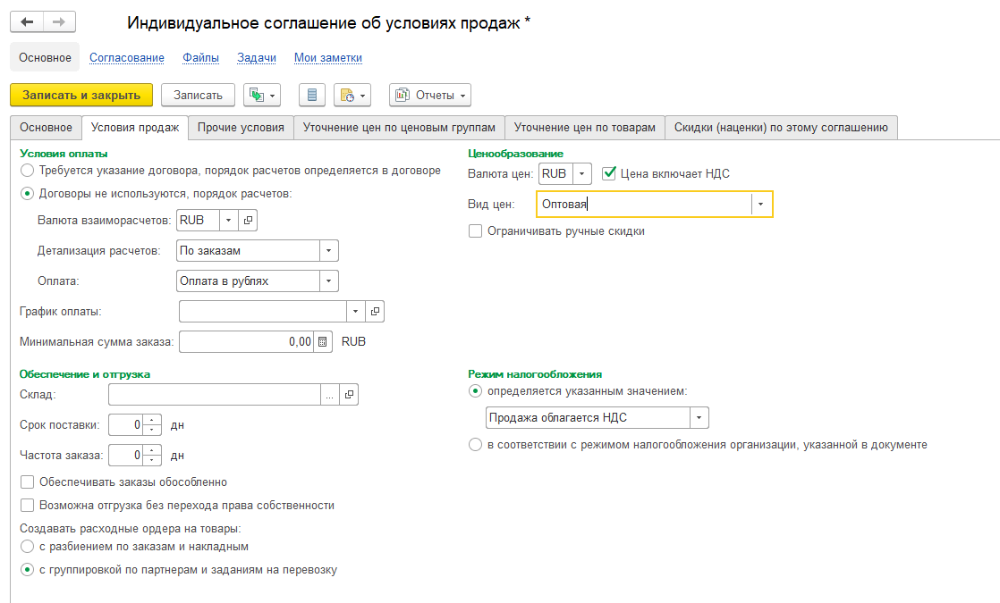 Индивидуальное соглашение об условиях продаж *
Основное Согласование Файлы Задачи Мои заметки
Записать и закрыть Записать Отчеты
Основное Условия продаж Прочие условия Уточнение цен по ценовым группам Уточнение цен по товарам Скидки (наценки) по этому соглашению
Условия оплаты
Требуется указание договора, порядок расчетов определяется в договоре
Договоры не используются, порядок расчетов:
Валюта взаиморасчетов: RUB
Детализация расчетов: По заказам
Оплата: Оплата в рублях
График оплаты:
Минимальная сумма заказа: 0,00 RUB
Ценообразование
Валюта цен: RUB Цена включает НДС
Вид цен: Оптовая
Ограничивать ручные скидки
Обеспечение и отгрузка
Склад: ...
Срок поставки: 0 дн
Частота заказа: 0 дн
Обеспечивать заказы обособленно
Возможна отгрузка без перехода права собственности
Создавать расходные ордера на товары:
с разбиением по заказам и накладным
с группировкой по партнерам и заданиям на перевозку
Режим налогообложения
определяется указанным значением:
Продажа облагается НДС
в соответствии с режимом налогообложения организации, указанной в документе